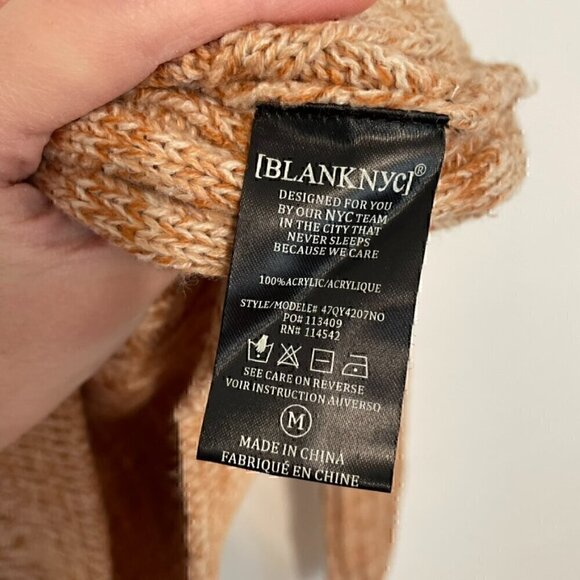 [BLANKNYC]®
DESIGNED FOR YOU
BY OUR NYC TEAM
IN THE CITY THAT
NEVER SLEEPS
BECAUSE WE CARE
100%ACRYLIC/ACRYLIQUE
STYLE/MODELE# 47QY4207NO
PO# 113409
RN# 114542
SEE CARE ON REVERSE
VOIR INSTRUCTION AUVERSO
M
MADE IN CHINA
FABRIQUÉ EN CHINE